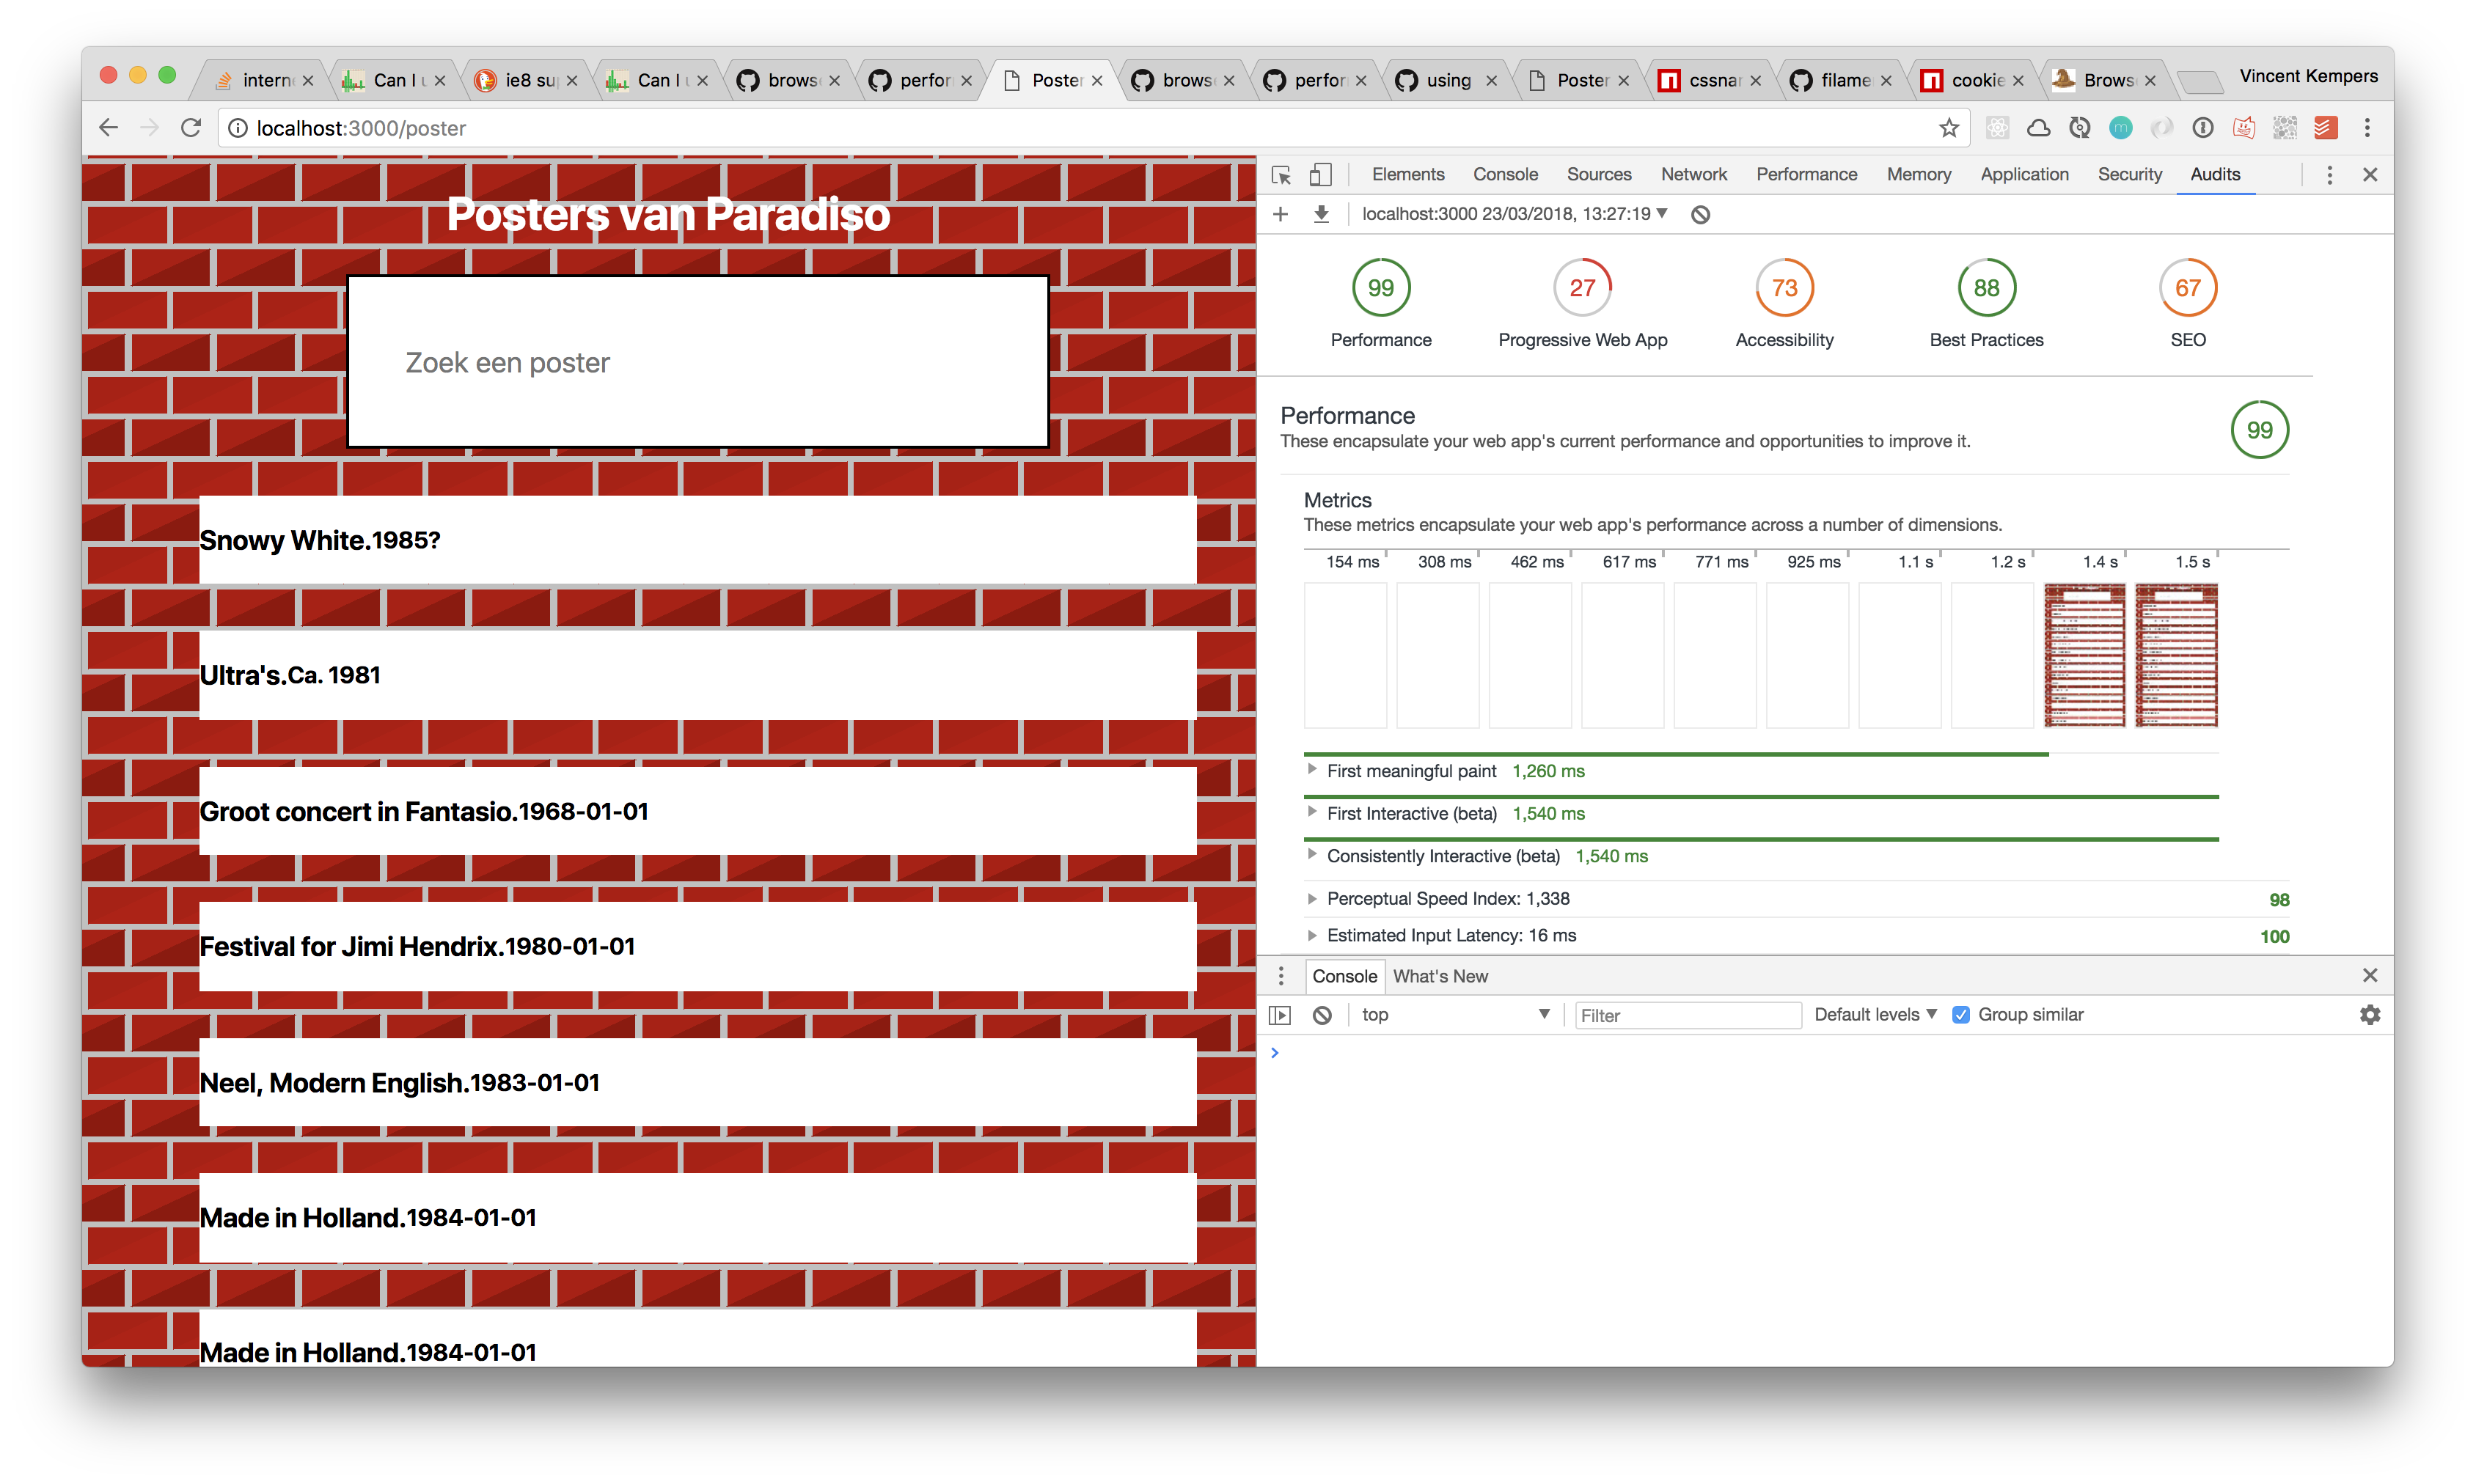 intern
Can I u
ie8 sup
Can I u
browse
perfor
Poster
browse
perfor
using
Poster
cssnan
filame
cookie
Brows
Vincent Kempers
localhost:3000/poster
Posters van Paradiso
Zoek een poster
Snowy White.1985?
Ultra's.Ca. 1981
Groot concert in Fantasio.1968-01-01
Festival for Jimi Hendrix.1980-01-01
Neel, Modern English.1983-01-01
Made in Holland.1984-01-01
Made in Holland.1984-01-01
Elements Console Sources Network Performance Memory Application Security Audits
localhost:3000 23/03/2018, 13:27:19
99 27 73 88 67
Performance Progressive Web App Accessibility Best Practices SEO
Performance
These encapsulate your web app's current performance and opportunities to improve it.
99
Metrics
These metrics encapsulate your web app's performance across a number of dimensions.
154 ms 308 ms 462 ms 617 ms 771 ms 925 ms 1.1 s 1.2 s 1.4 s 1.5 s
First meaningful paint 1,260 ms
First Interactive (beta) 1,540 ms
Consistently Interactive (beta) 1,540 ms
Perceptual Speed Index: 1,338 98
Estimated Input Latency: 16 ms 100
Console What's New
top Filter Default levels Group similar